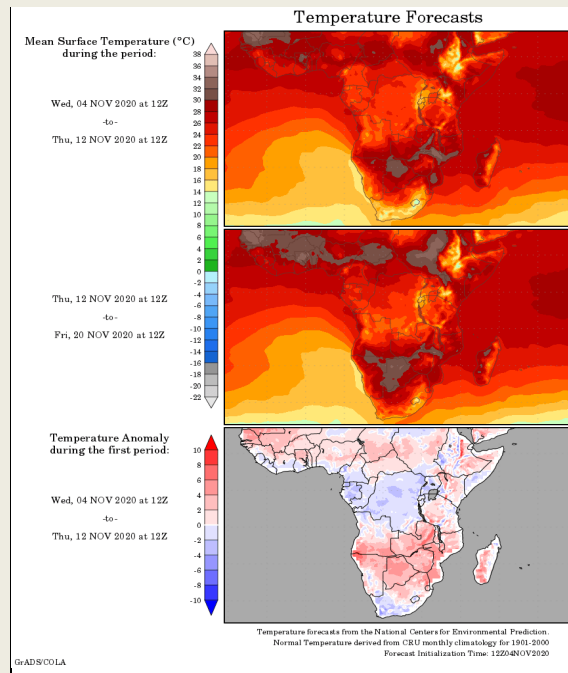 Temperature Forecasts
Mean Surface Temperature (°C)
during the period:
Wed, 04 NOV 2020 at 12Z
-to-
Thu, 12 NOV 2020 at 12Z
38
36
34
32
30
28
26
24
22
20
18
16
14
12
10
8
6
4
2
0
-2
-4
-6
-8
-10
-12
-14
-16
-17
-20
-22
Thu, 12 NOV 2020 at 12Z
-to-
Fri, 20 NOV 2020 at 12Z
Temperature Anomaly
during the first period:
Wed, 04 NOV 2020 at 12Z
-to-
Thu, 12 NOV 2020 at 12Z
10
8
6
4
2
0
-2
-4
-6
-8
-10
Temperature forecasts from the National Centers for Environmental Prediction.
Normal Temperature derived from CRU monthly climatology for 1901-2000
Forecast Initialization Time: 12Z04NOV2020
GrADS/COLA